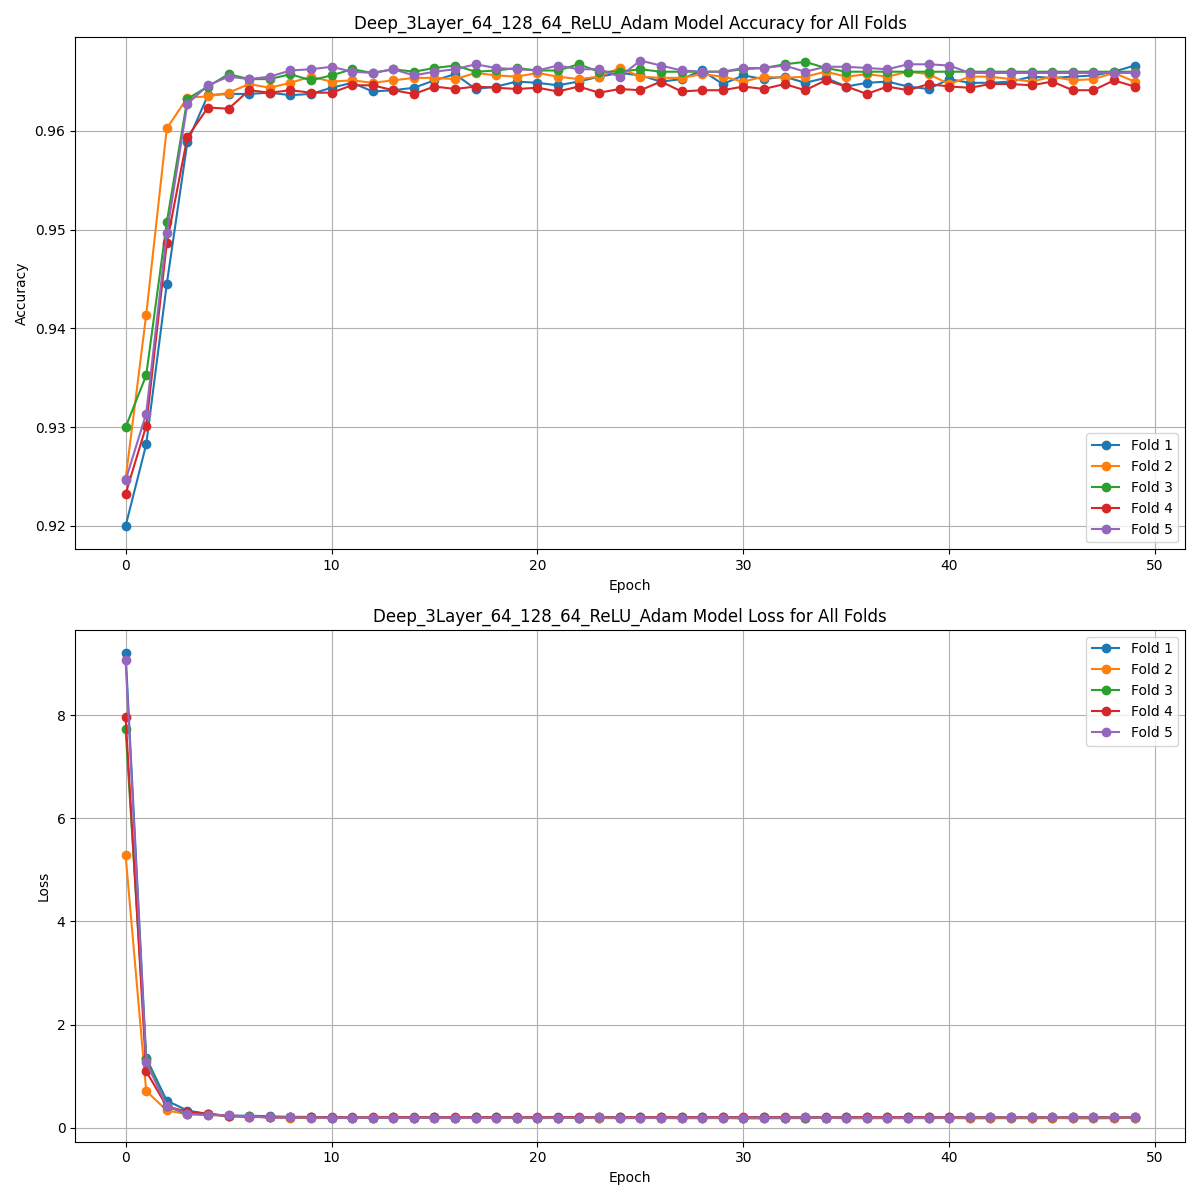 Deep_3Layer_64_128_64_ReLU_Adam Model Accuracy for All Folds
Accuracy
0.96
0.95
0.94
0.93
0.92
Fold 1
Fold 2
Fold 3
Fold 4
Fold 5
0 10 20 30 40 50
Epoch
Deep_3Layer_64_128_64_ReLU_Adam Model Loss for All Folds
Loss
8
6
4
2
0
Fold 1
Fold 2
Fold 3
Fold 4
Fold 5
0 10 20 30 40 50
Epoch